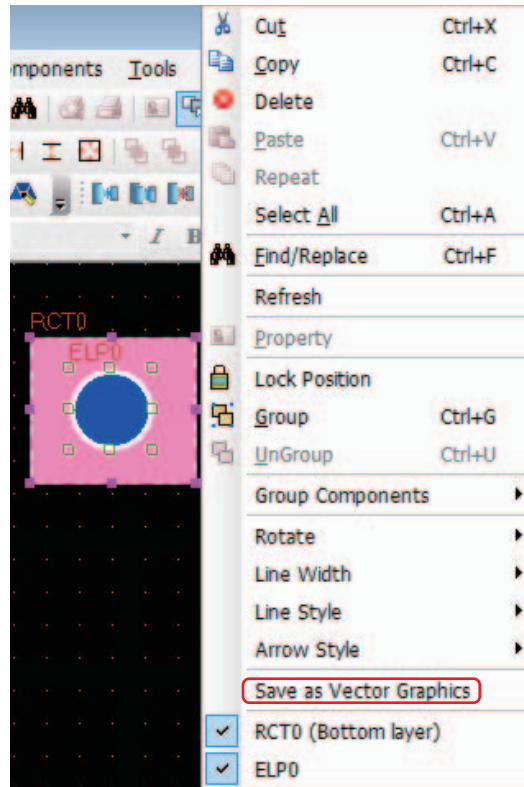 mponents Tools
I B
RCT0
ELP0
Cut Ctrl+X
Copy Ctrl+C
Delete
Paste Ctrl+V
Repeat
Select All Ctrl+A
Find/Replace Ctrl+F
Refresh
Property
Lock Position
Group Ctrl+G
UnGroup Ctrl+U
Group Components
Rotate
Line Width
Line Style
Arrow Style
Save as Vector Graphics
RCT0 (Bottom layer)
ELP0